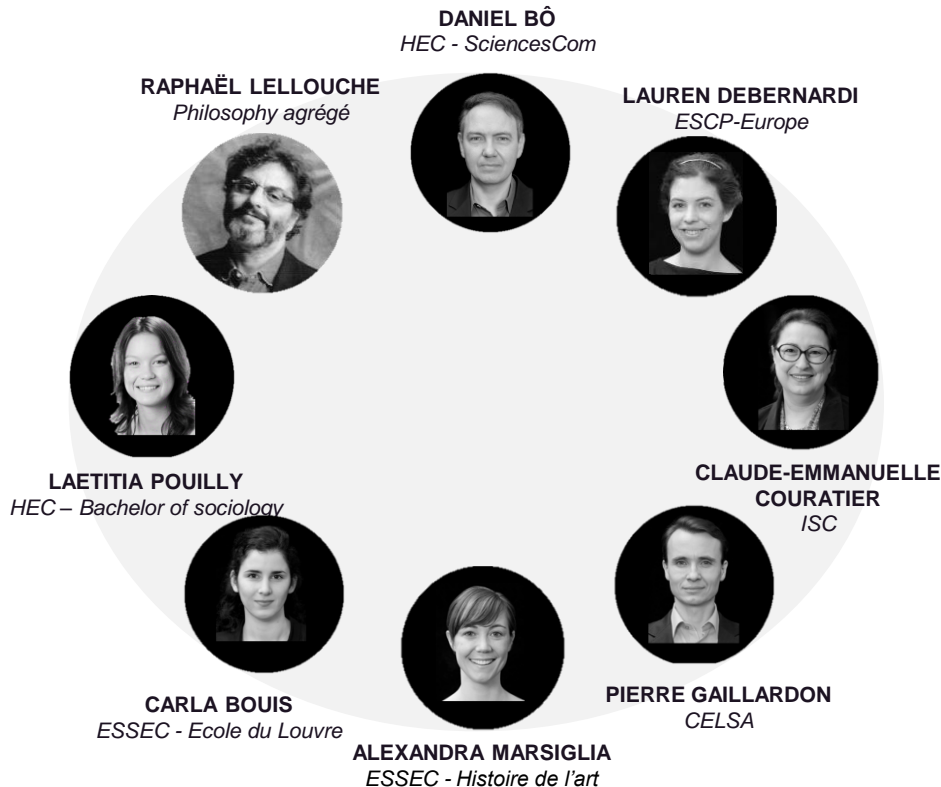 DANIEL BÔ
HEC - SciencesCom
RAPHAËL LELLOUCHE
Philosophy agrégé
LAUREN DEBERNARDI
ESCP-Europe
LAETITIA POUILLY
HEC – Bachelor of sociology
CLAUDE-EMMANUELLE
COURATIER
ISC
CARLA BOUIS
ESSEC - Ecole du Louvre
PIERRE GAILLARDON
CELSA
ALEXANDRA MARSIGLIA
ESSEC - Histoire de l’art